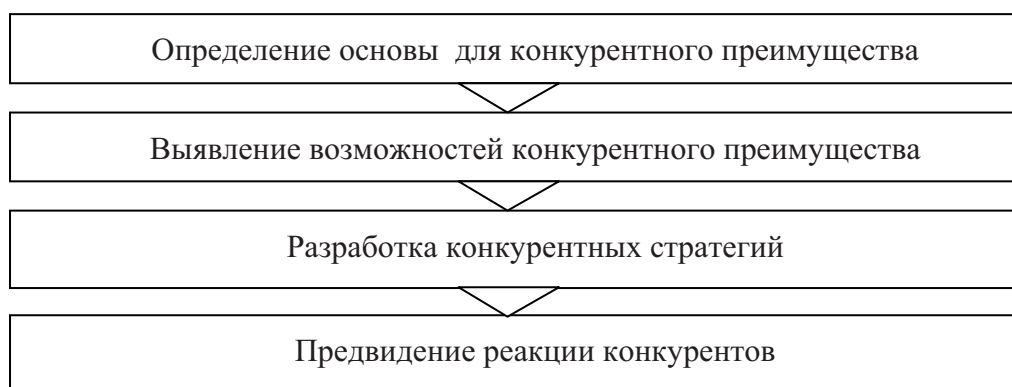 Определение основы для конкурентного преимущества
Выявление возможностей конкурентного преимущества
Разработка конкурентных стратегий
Предвидение реакции конкурентов